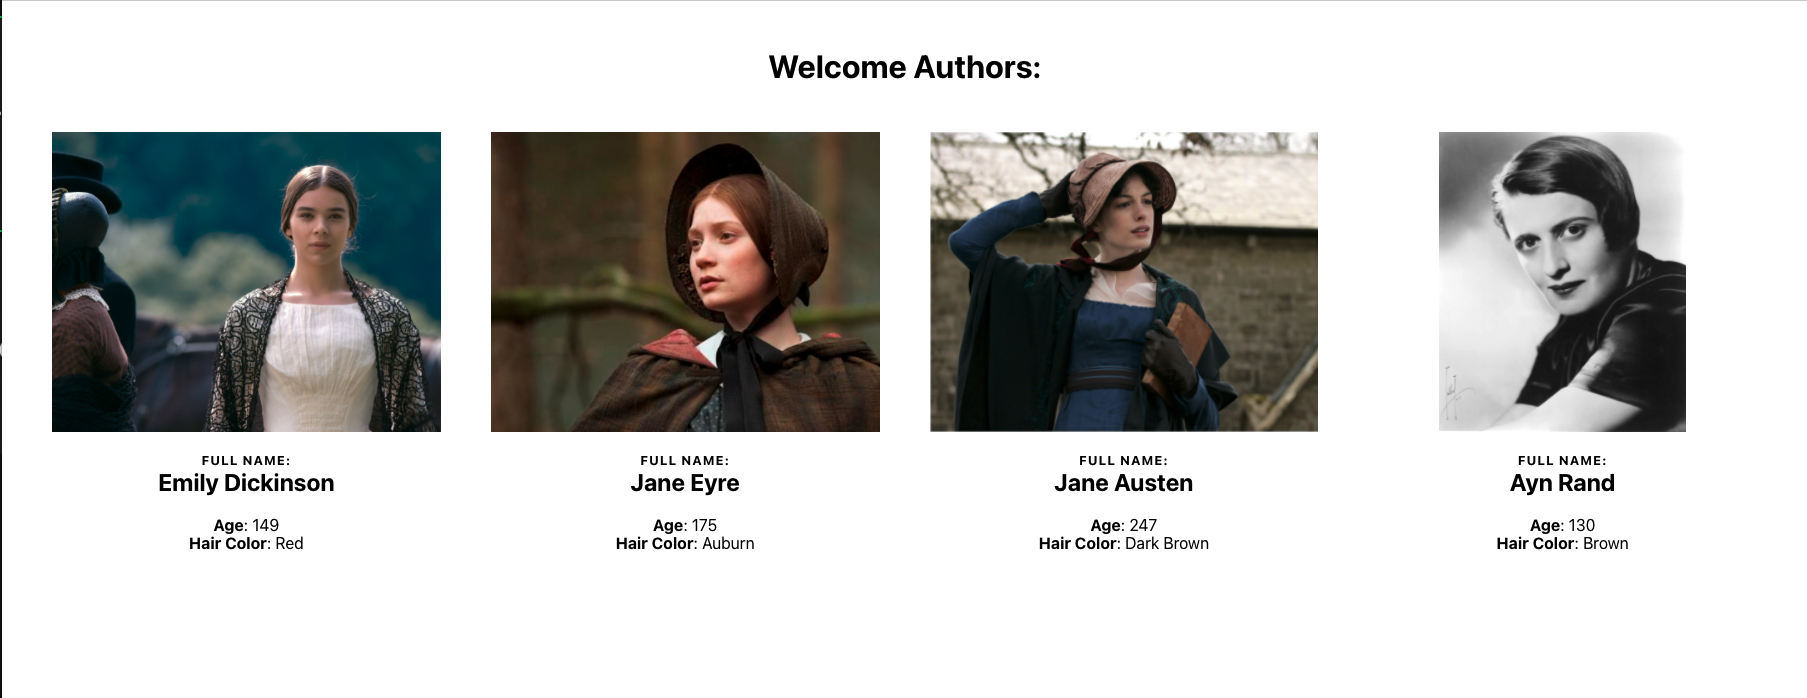 Welcome Authors:
FULL NAME:
Emily Dickinson
Age: 149
Hair Color: Red
FULL NAME:
Jane Eyre
Age: 175
Hair Color: Auburn
FULL NAME:
Jane Austen
Age: 247
Hair Color: Dark Brown
FULL NAME:
Ayn Rand
Age: 130
Hair Color: Brown